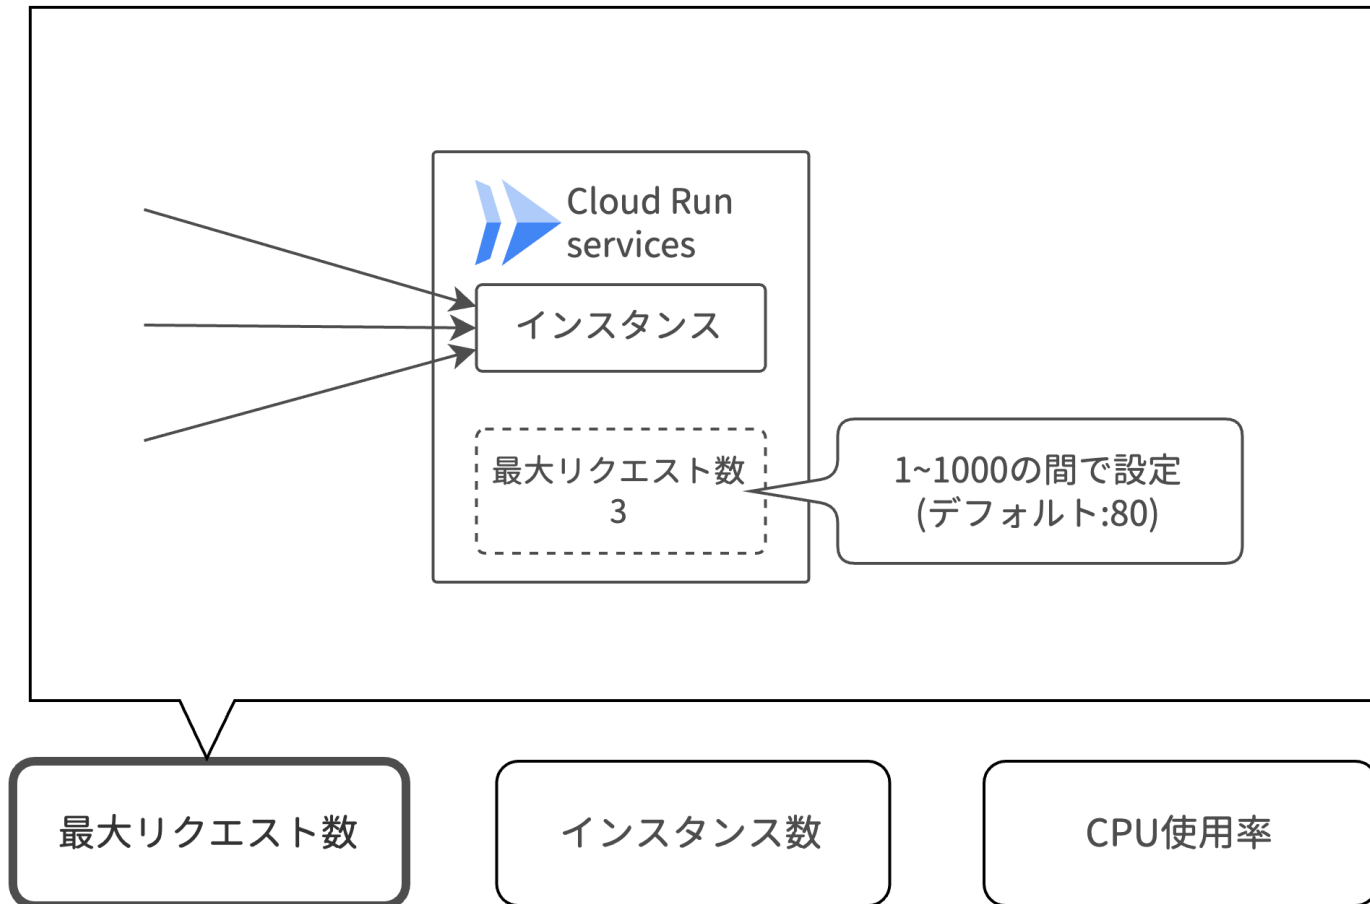 Cloud Run
services
インスタンス
最大リクエスト数
3
1~1000の間で設定
(デフォルト:80)
最大リクエスト数
インスタンス数
CPU使用率